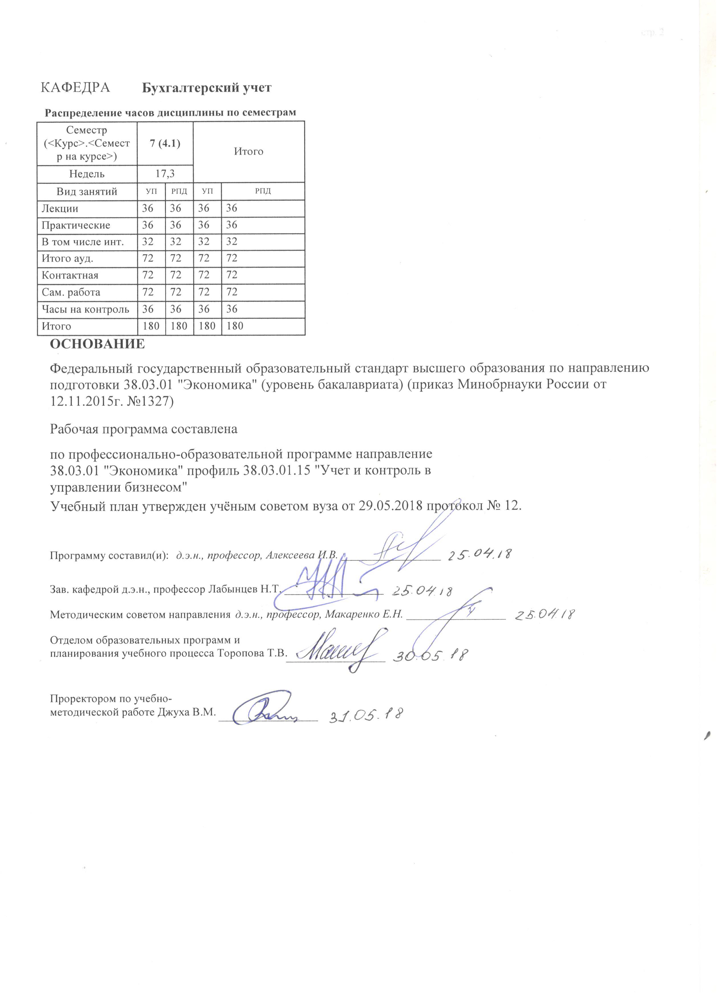 стр. 2
КАФЕДРА Бухгалтерский учет
Распределение часов дисциплины по семестрам
Семестр
(<Курс>.<Семест
р на курсе>) 7 (4.1) Итого
Недель 17,3
Вид занятий УП РПД УП РПД
Лекции 36 36 36 36
Практические 36 36 36 36
В том числе инт. 32 32 32 32
Итого ауд. 72 72 72 72
Контактная 72 72 72 72
Сам. работа 72 72 72 72
Часы на контроль 36 36 36 36
Итого 180 180 180 180
ОСНОВАНИЕ
Федеральный государственный образовательный стандарт высшего образования по направлению
подготовки 38.03.01 "Экономика" (уровень бакалавриата) (приказ Минобрнауки России от
12.11.2015г. №1327)
Рабочая программа составлена
по профессионально-образовательной программе направление
38.03.01 "Экономика" профиль 38.03.01.15 "Учет и контроль в
управлении бизнесом"
Учебный план утвержден учёным советом вуза от 29.05.2018 протокол № 12.
Программу составил(и): д.э.н., профессор, Алексеева И.В. 25.04.18
Зав. кафедрой д.э.н., профессор Лабынцев Н.Т. 25.04.18
Методическим советом направления д.э.н., профессор, Макаренко Е.Н. 25.04.18
Отделом образовательных программ и
планирования учебного процесса Торопова Т.В. 30.05.18
Проректором по учебно-
методической работе Джуха В.М. 31.05.18